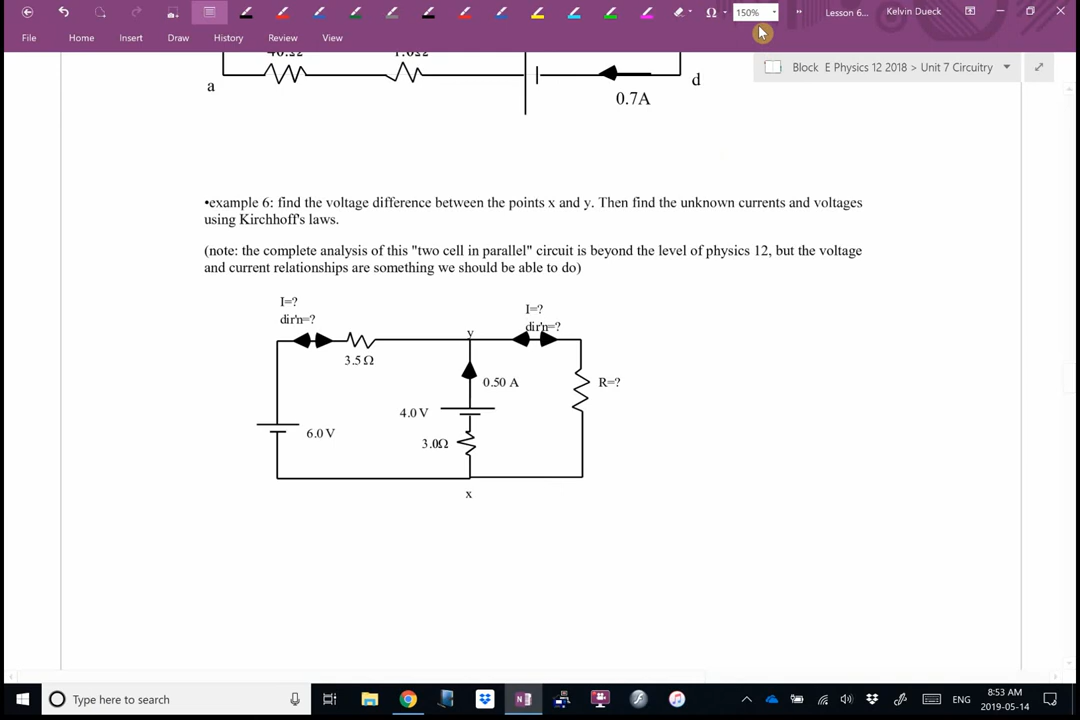 150%
Lesson 6...
Kelvin Dueck
File
Home
Insert
Draw
History
Review
View
Block E Physics 12 2018 > Unit 7 Circuitry
a
d
0.7A
•example 6: find the voltage difference between the points x and y. Then find the unknown currents and voltages
using Kirchhoff's laws.
(note: the complete analysis of this "two cell in parallel" circuit is beyond the level of physics 12, but the voltage
and current relationships are something we should be able to do)
I=?
dir'n=?
I=?
dir'n=?
y
3.5 Ω
0.50 A
R=?
4.0 V
6.0 V
3.0Ω
x
Type here to search
ENG
8:53 AM
2019-05-14